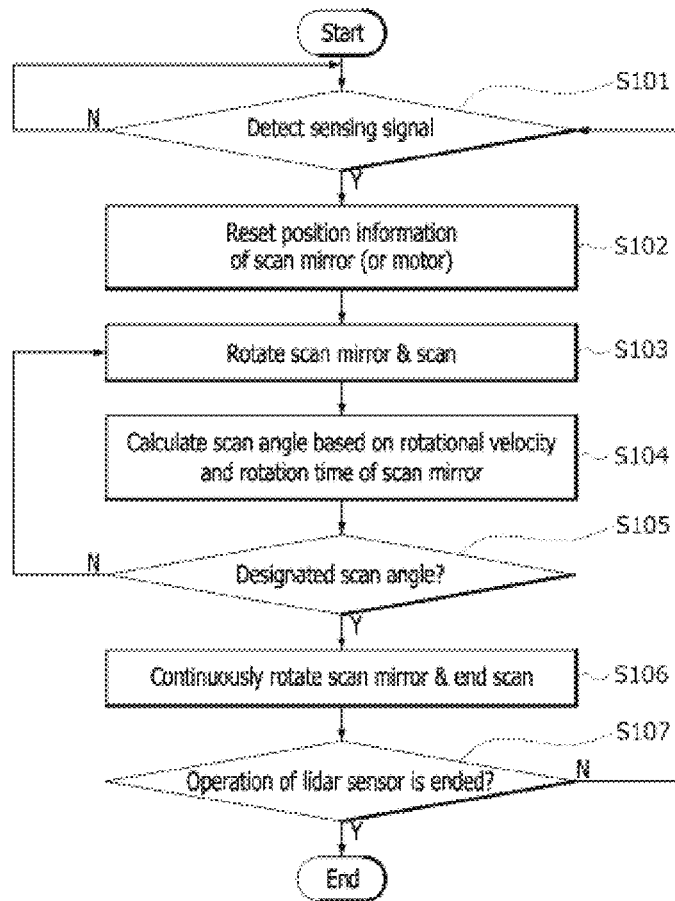 Start
S101
N
Detect sensing signal
Y
Reset position information
of scan mirror (or motor)
S102
Rotate scan mirror & scan
S103
Calculate scan angle based on rotational velocity
and rotation time of scan mirror
S104
S105
N
Designated scan angle?
Y
Continuously rotate scan mirror & end scan
S106
S107
Operation of lidar sensor is ended?
N
Y
End